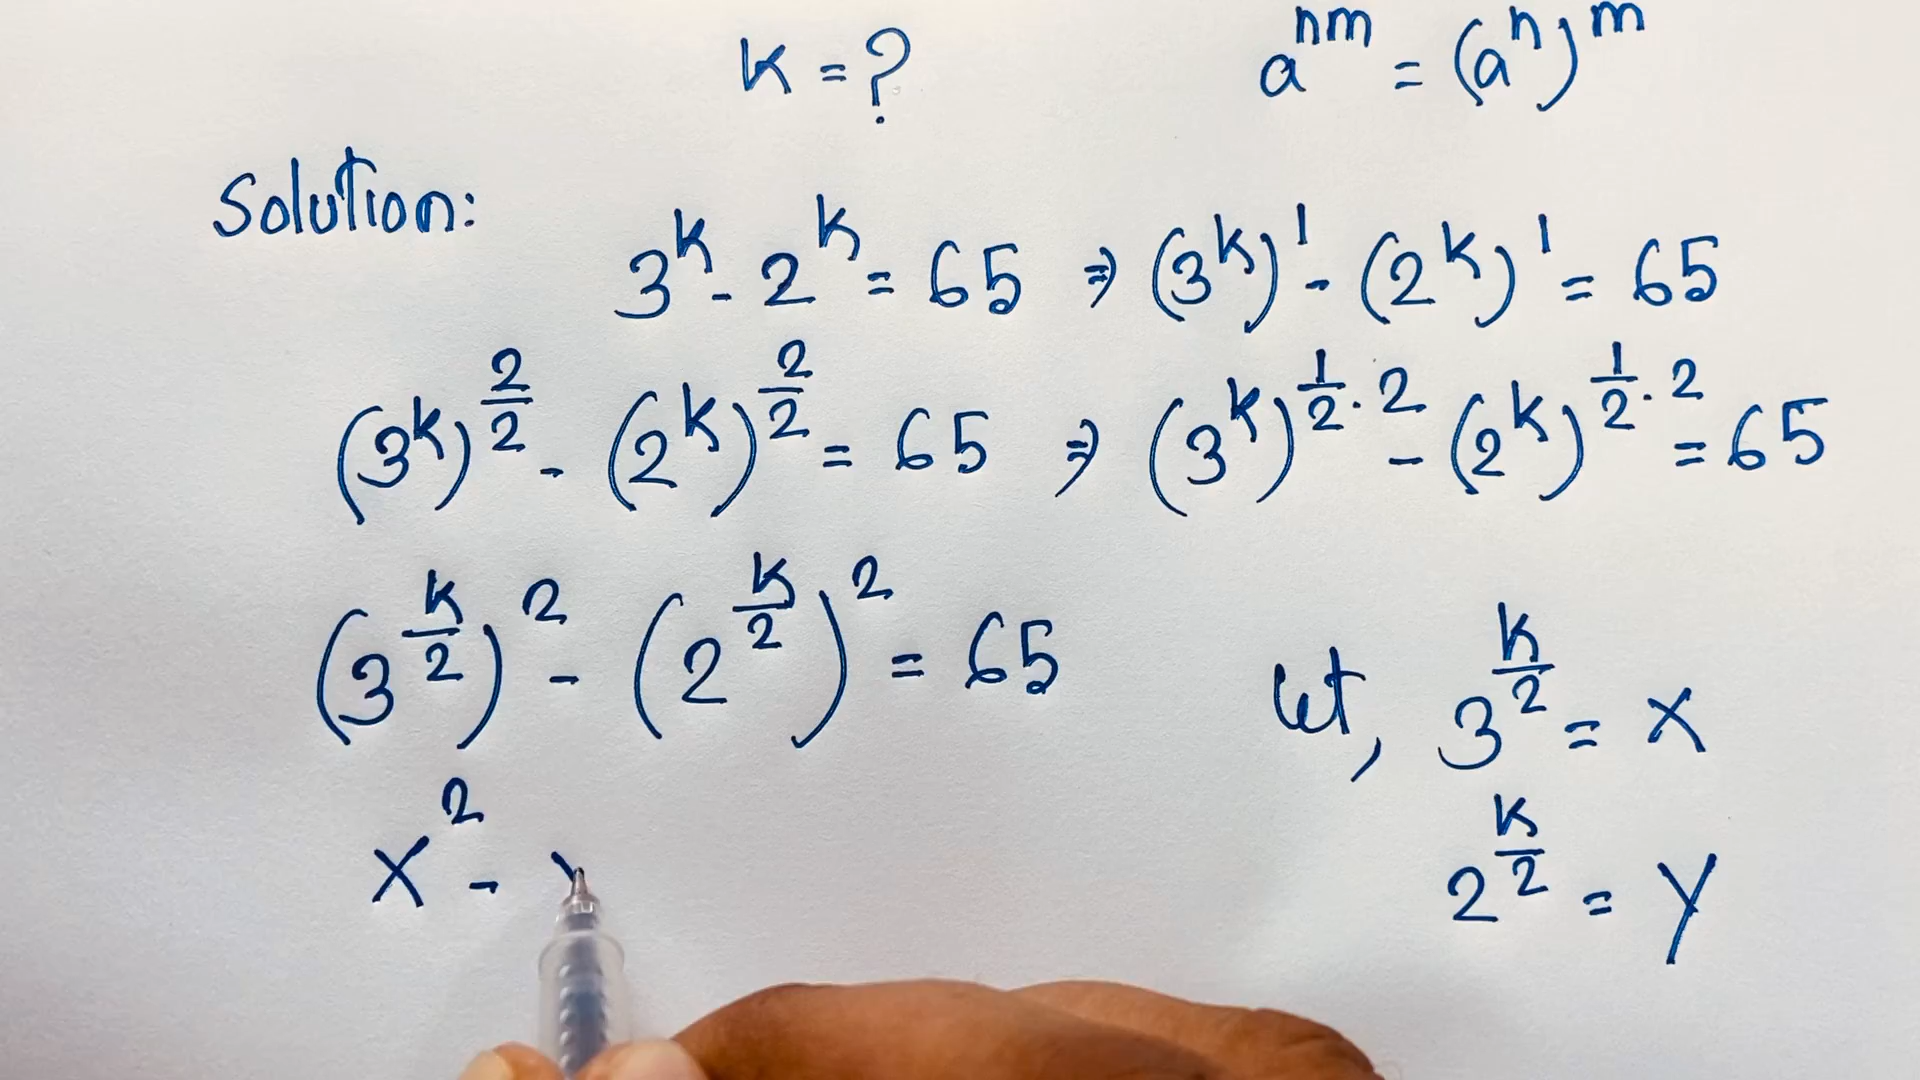 K = ?
a^{nm} = (a^n)^m
Solution:
3^k - 2^k = 65 ⇒ (3^k)^1 - (2^k)^1 = 65
(3^k)^{2/2} - (2^k)^{2/2} = 65 ⇒ (3^k)^{1/2 · 2} - (2^k)^{1/2 · 2} = 65
(3^{k/2})^2 - (2^{k/2})^2 = 65
let, 3^{k/2} = x
2^{k/2} = y
x^2 -